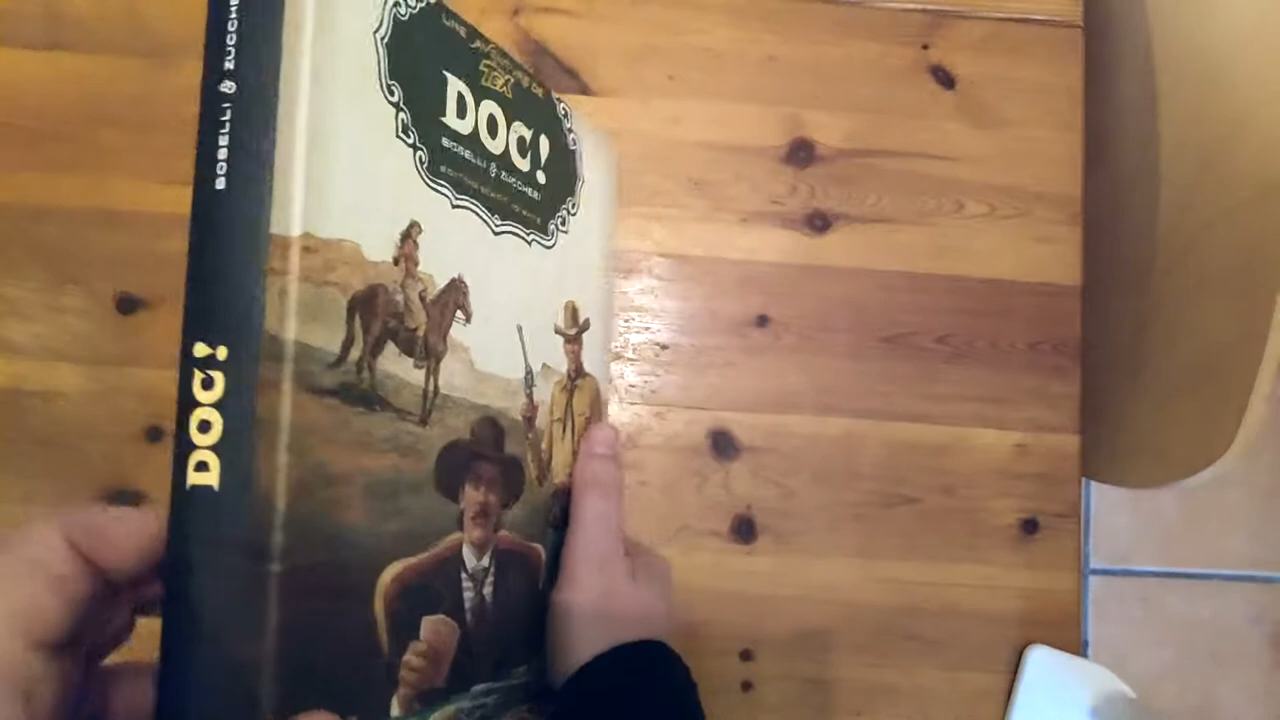 BOSELLI & ZUCCHE
DOC!
UNE AVENTURE DE
TEX
DOC!
BOSELLI & ZUCCHERI